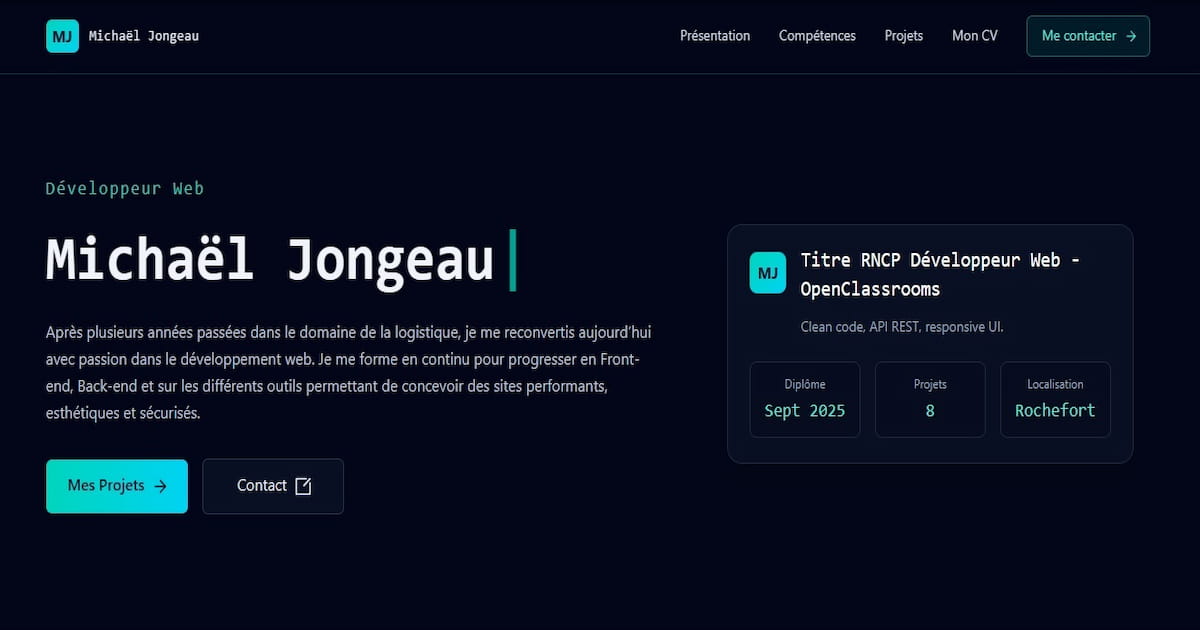 MJ Michaël Jongeau Présentation Compétences Projets Mon CV Me contacter →
Développeur Web
Michaël Jongeau
Après plusieurs années passées dans le domaine de la logistique, je me reconvertis aujourd'hui
avec passion dans le développement web. Je me forme en continu pour progresser en Front-
end, Back-end et sur les différents outils permettant de concevoir des sites performants,
esthétiques et sécurisés.
Mes Projets →
Contact
MJ
Titre RNCP Développeur Web -
OpenClassrooms
Clean code, API REST, responsive UI.
Diplôme
Sept 2025
Projets
8
Localisation
Rochefort